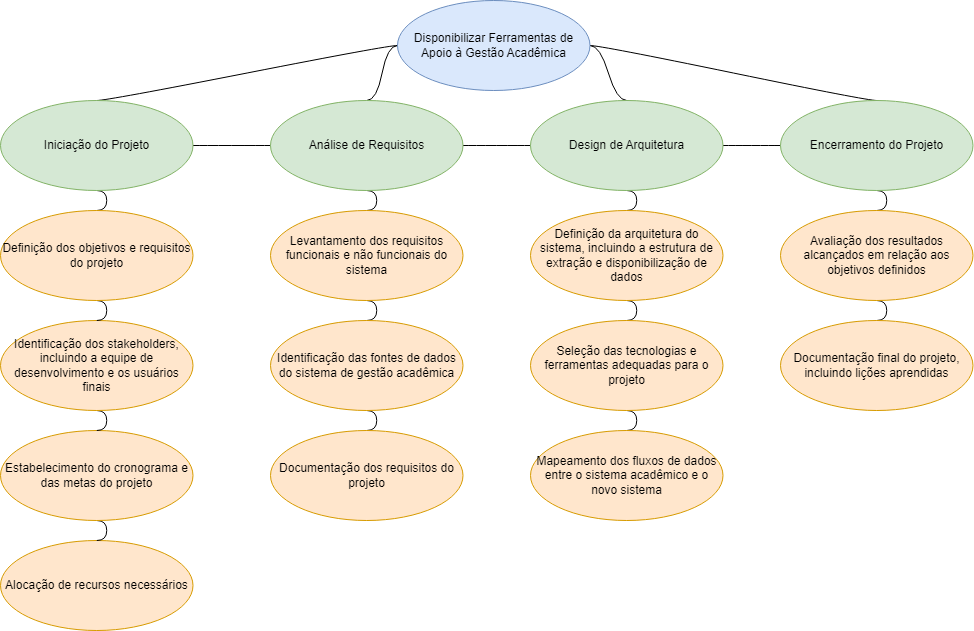 Disponibilizar Ferramentas de
Apoio à Gestão Acadêmica
Iniciação do Projeto
Análise de Requisitos
Design de Arquitetura
Encerramento do Projeto
Definição dos objetivos e requisitos
do projeto
Levantamento dos requisitos
funcionais e não funcionais do
sistema
Definição da arquitetura do
sistema, incluindo a estrutura de
extração e disponibilização de
dados
Avaliação dos resultados
alcançados em relação aos
objetivos definidos
Identificação dos stakeholders,
incluindo a equipe de
desenvolvimento e os usuários
finais
Identificação das fontes de dados
do sistema de gestão acadêmica
Seleção das tecnologias e
ferramentas adequadas para o
projeto
Documentação final do projeto,
incluindo lições aprendidas
Estabelecimento do cronograma e
das metas do projeto
Documentação dos requisitos do
projeto
Mapeamento dos fluxos de dados
entre o sistema acadêmico e o
novo sistema
Alocação de recursos necessários